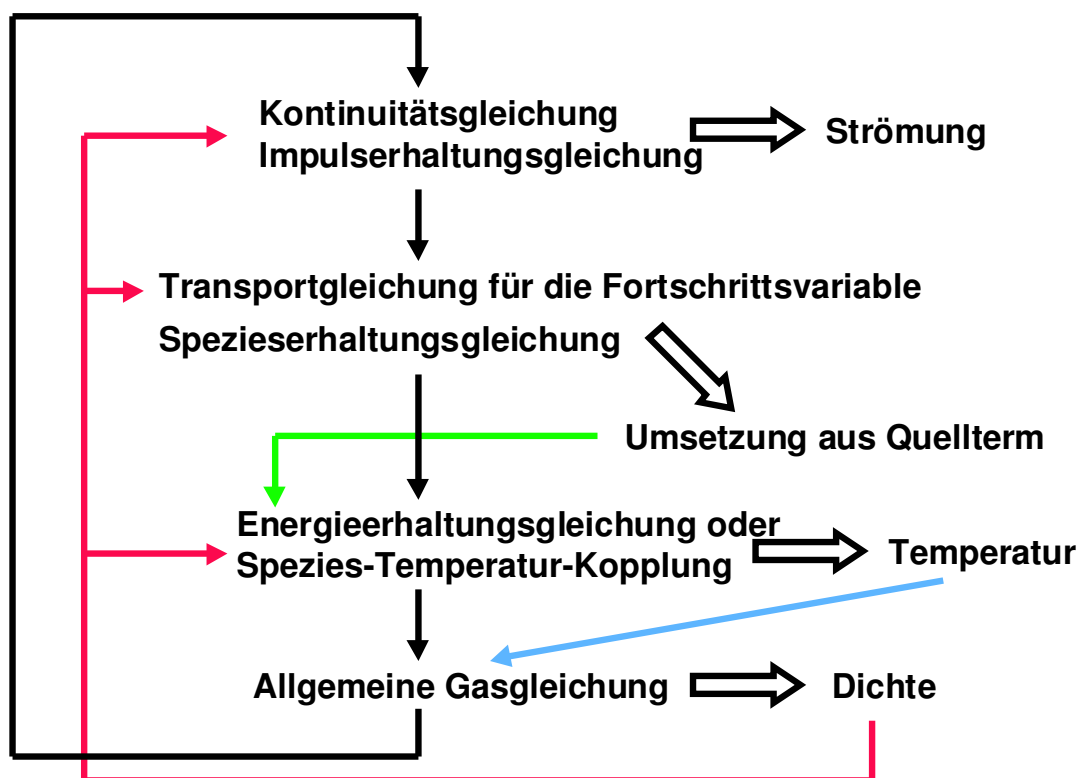 Kontinuitätsgleichung
Impulserhaltungsgleichung
Strömung
Transportgleichung für die Fortschrittsvariable
Spezieserhaltungsgleichung
Umsetzung aus Quellterm
Energieerhaltungsgleichung oder
Spezies-Temperatur-Kopplung
Temperatur
Allgemeine Gasgleichung
Dichte